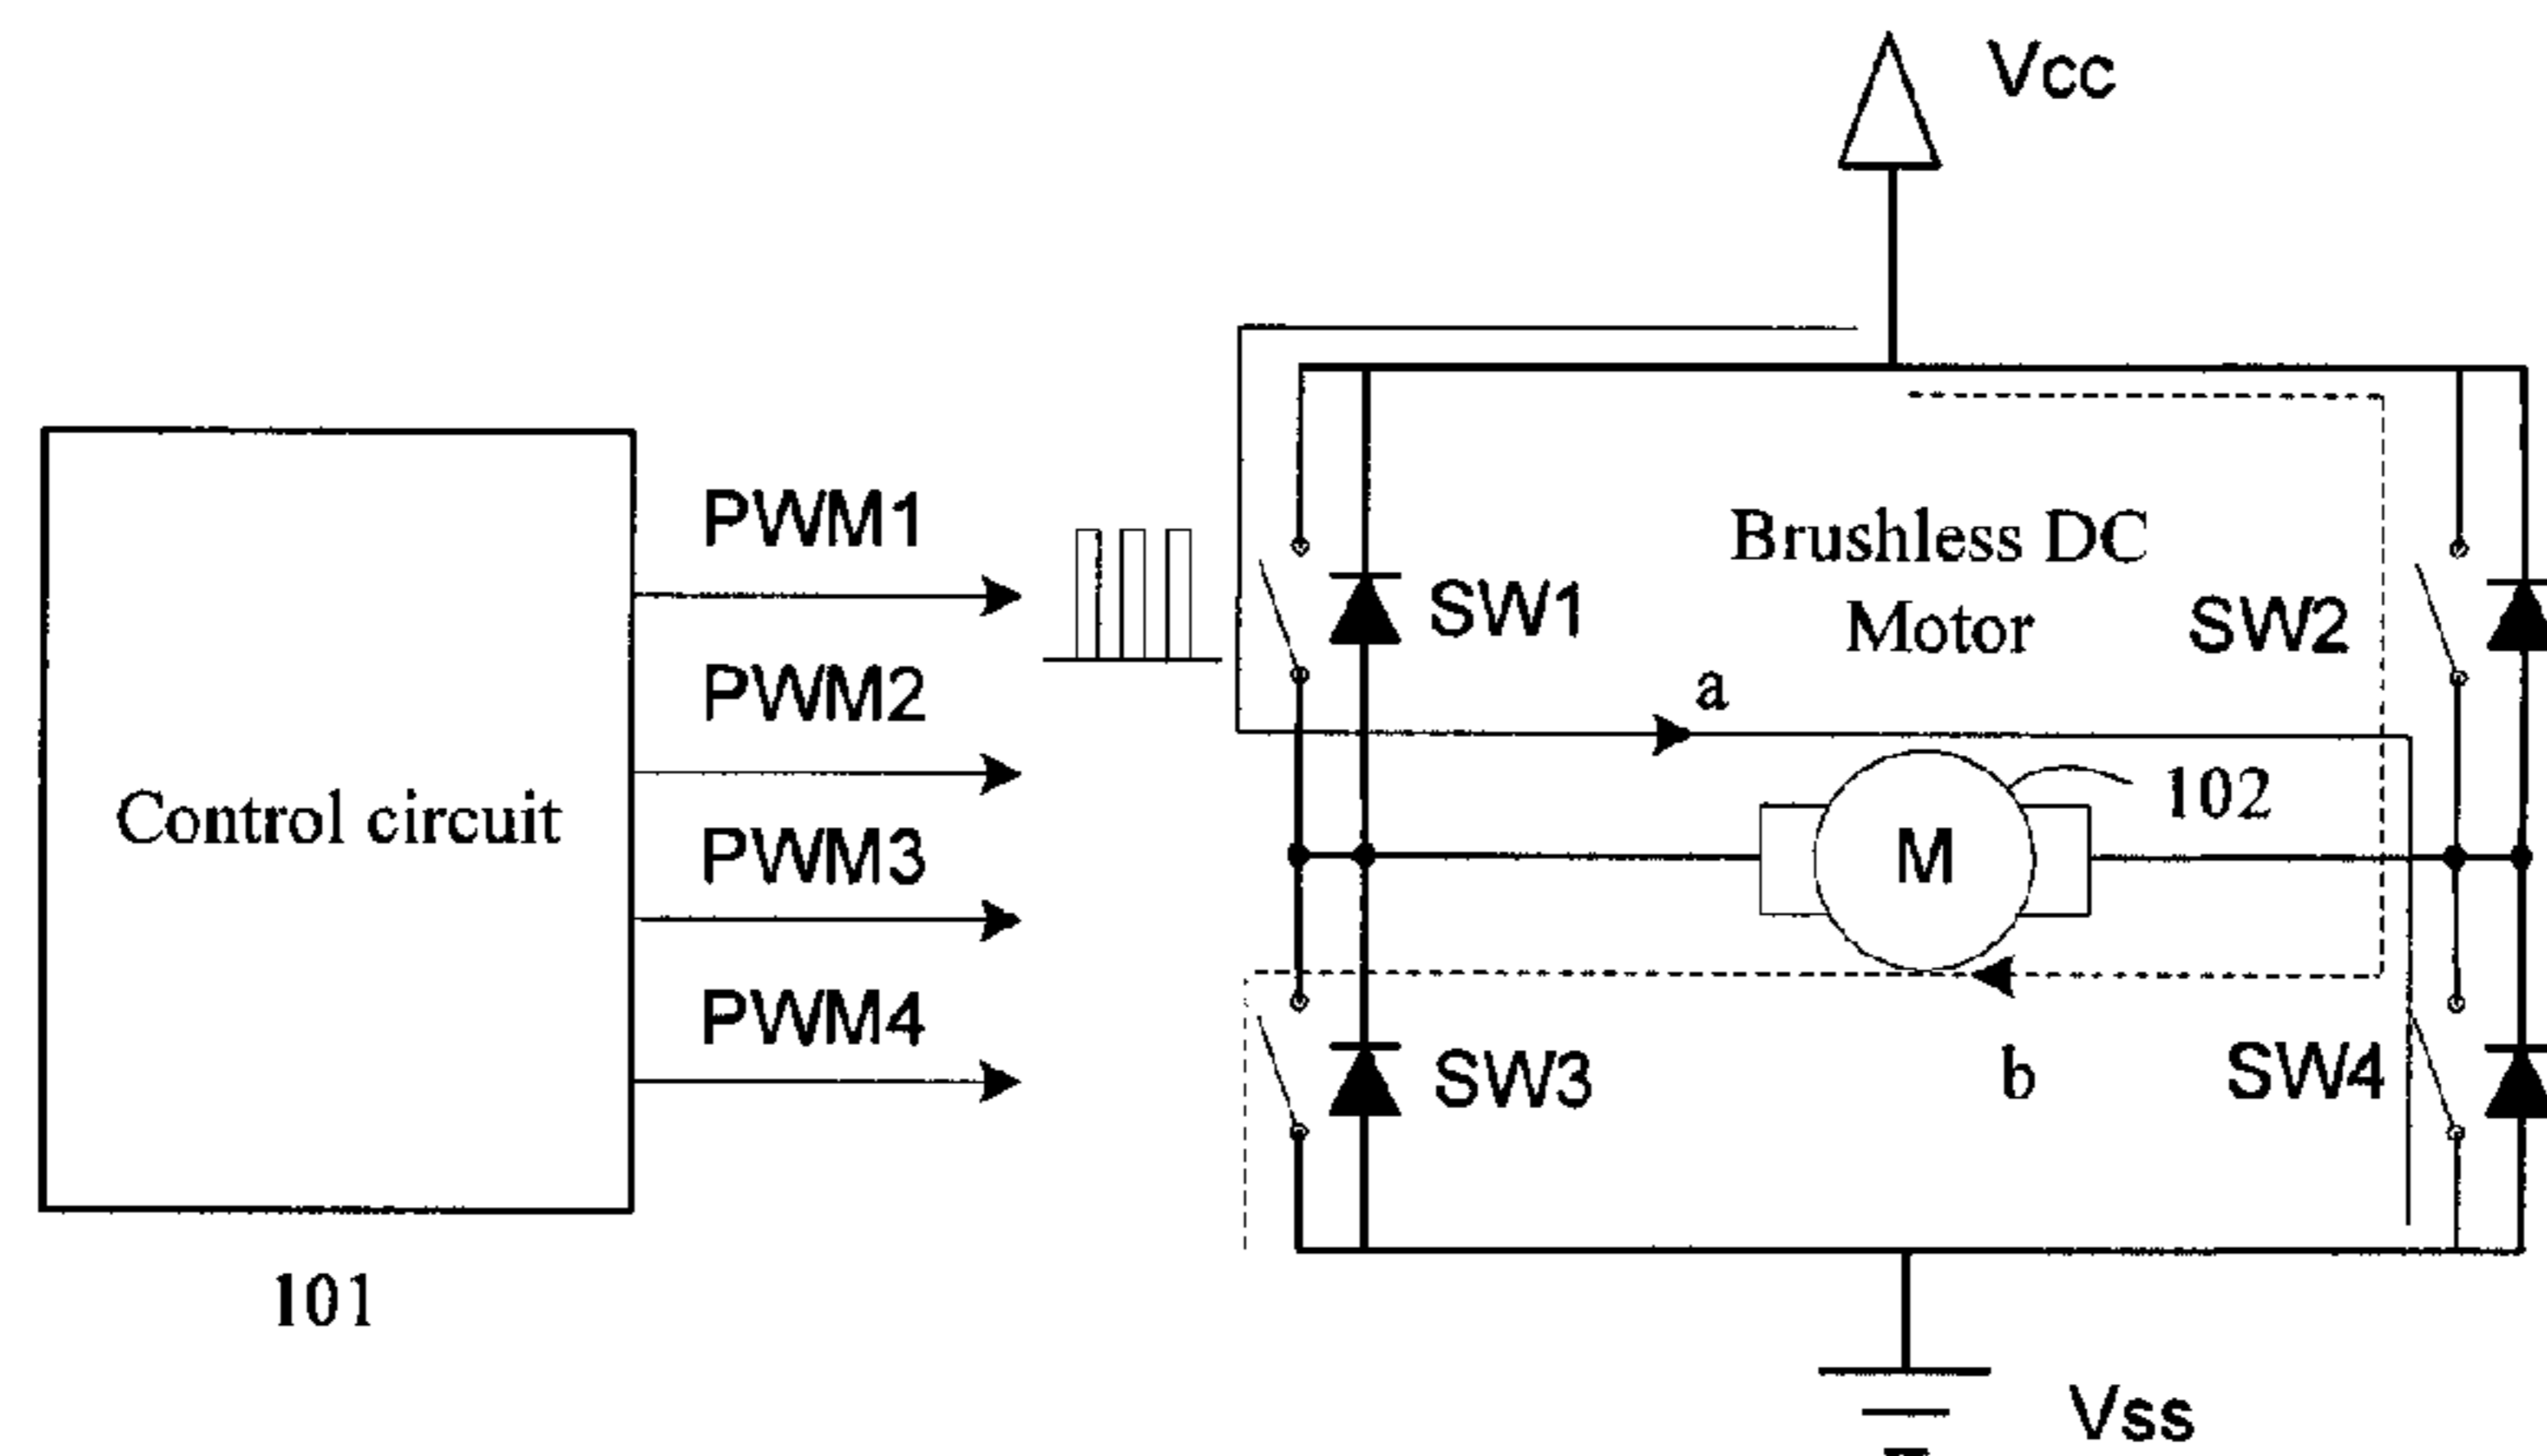 Vcc
PWM1
PWM2
PWM3
PWM4
Control circuit
101
Brushless DC
Motor
SW1
SW2
a
102
M
b
SW3
SW4
Vss